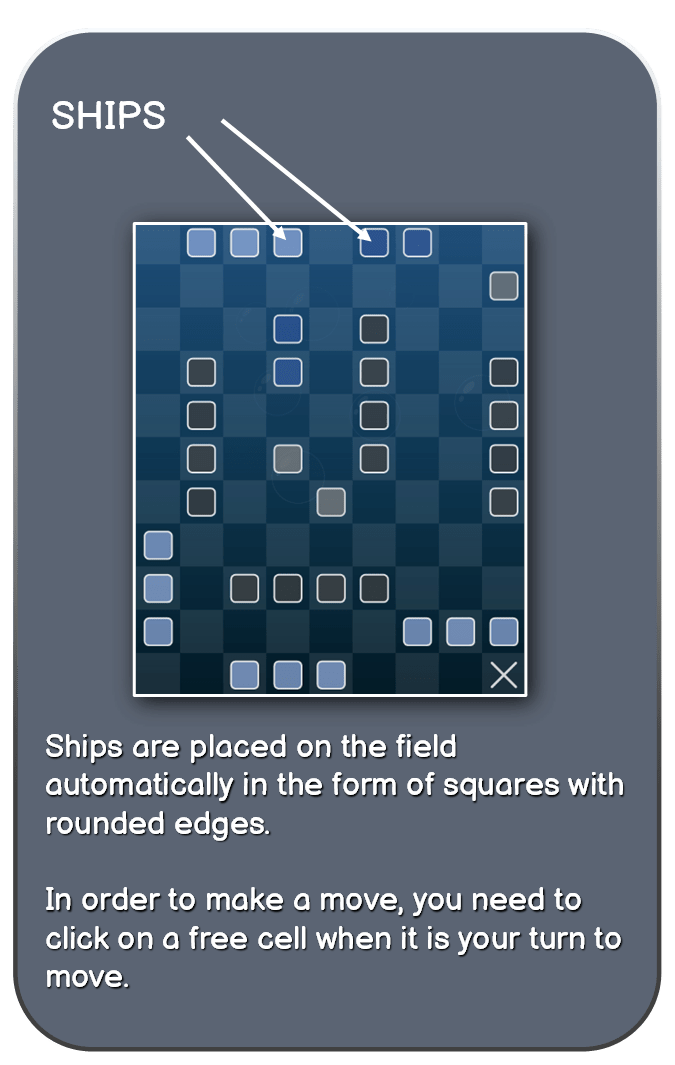 SHIPS
Ships are placed on the field
automatically in the form of squares with
rounded edges.
In order to make a move, you need to
click on a free cell when it is your turn to
move.